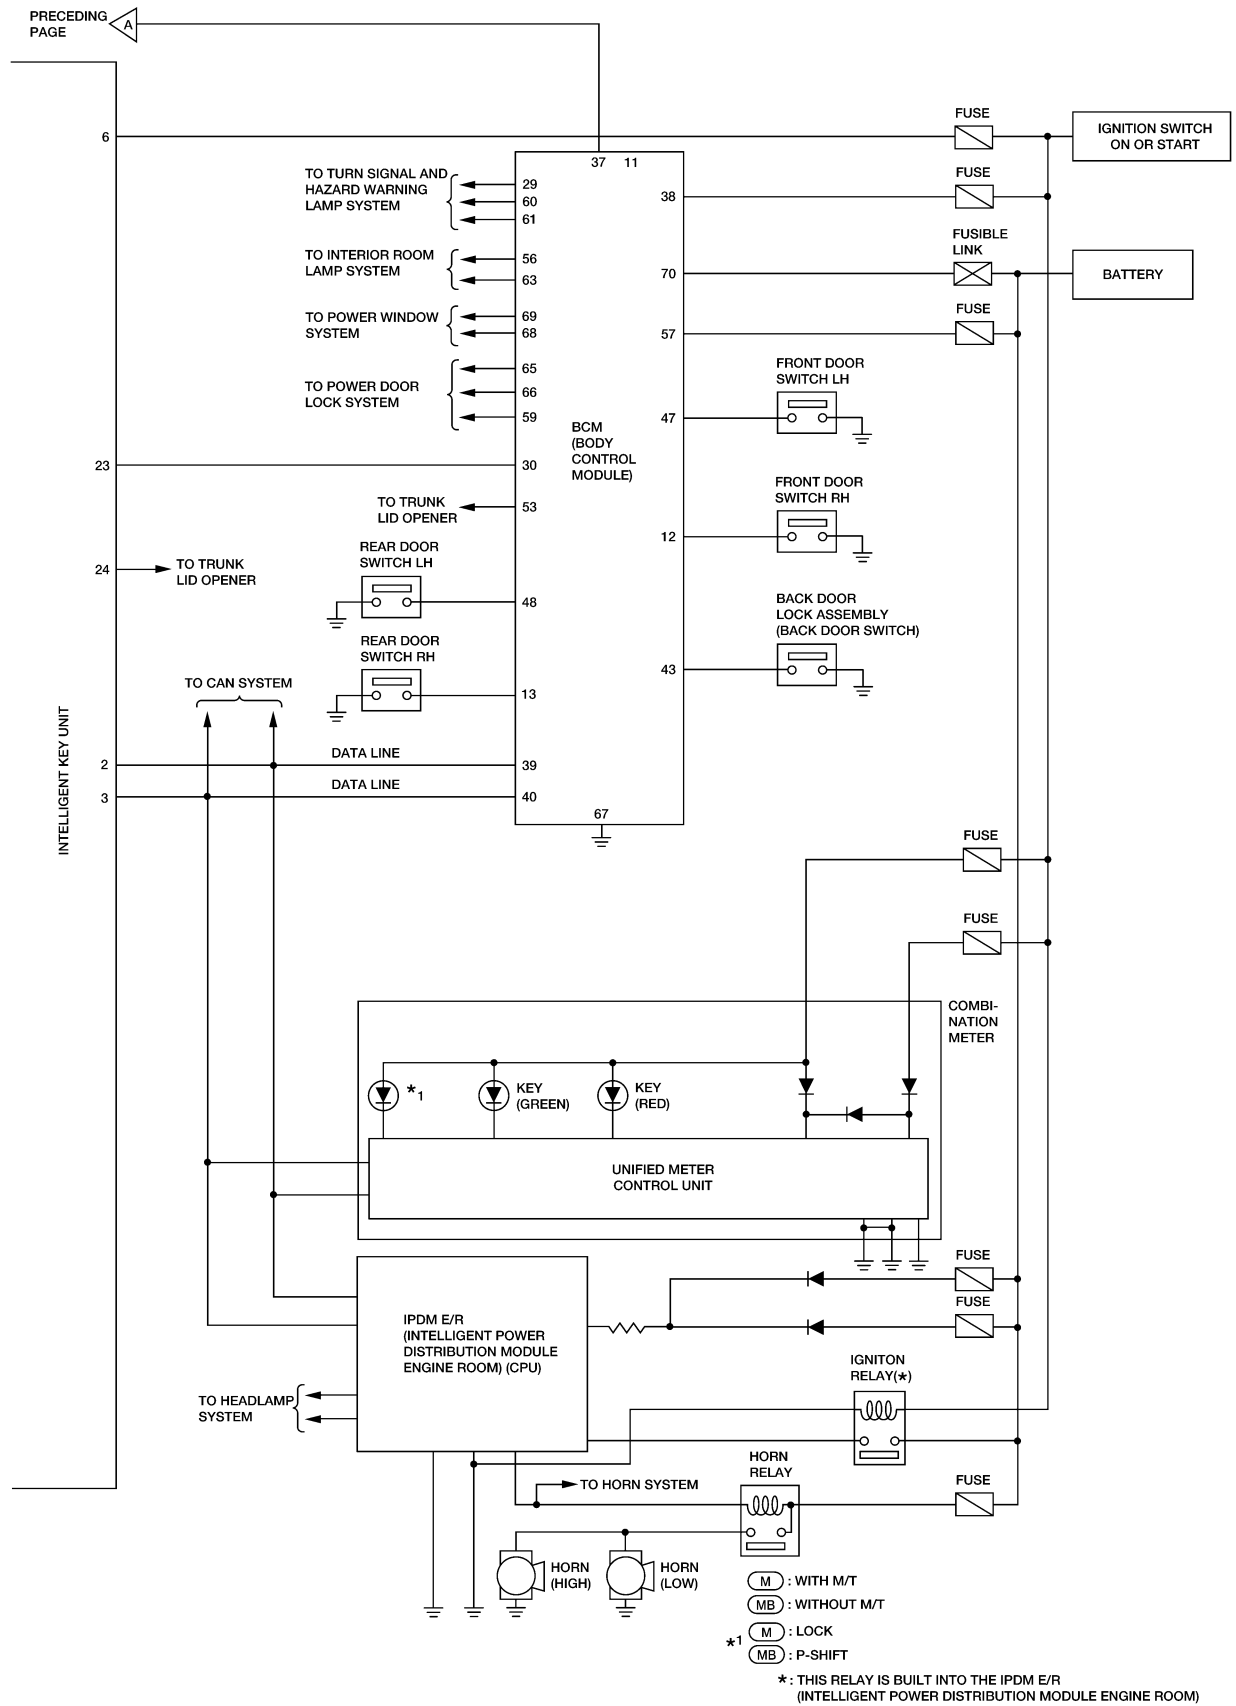 PRECEDING
PAGE
A
6
FUSE
IGNITION SWITCH
ON OR START
37 11
TO TURN SIGNAL AND
HAZARD WARNING
LAMP SYSTEM
29
60
61
38
FUSE
TO INTERIOR ROOM
LAMP SYSTEM
56
63
70
FUSIBLE
LINK
BATTERY
TO POWER WINDOW
SYSTEM
69
68
57
FUSE
TO POWER DOOR
LOCK SYSTEM
65
66
59
FRONT DOOR
SWITCH LH
47
BCM
(BODY
CONTROL
MODULE)
23
30
TO TRUNK
LID OPENER
53
FRONT DOOR
SWITCH RH
12
24
TO TRUNK
LID OPENER
REAR DOOR
SWITCH LH
48
BACK DOOR
LOCK ASSEMBLY
(BACK DOOR SWITCH)
43
REAR DOOR
SWITCH RH
13
TO CAN SYSTEM
INTELLIGENT KEY UNIT
2
DATA LINE
39
3
DATA LINE
40
67
FUSE
FUSE
COMBI-
NATION
METER
*1
KEY
(GREEN)
KEY
(RED)
UNIFIED METER
CONTROL UNIT
FUSE
FUSE
IPDM E/R
(INTELLIGENT POWER
DISTRIBUTION MODULE
ENGINE ROOM) (CPU)
IGNITON
RELAY(*)
TO HEADLAMP
SYSTEM
HORN
RELAY
TO HORN SYSTEM
FUSE
HORN
(HIGH)
HORN
(LOW)
M : WITH M/T
MB : WITHOUT M/T
*1 M : LOCK
MB : P-SHIFT
* : THIS RELAY IS BUILT INTO THE IPDM E/R
(INTELLIGENT POWER DISTRIBUTION MODULE ENGINE ROOM)